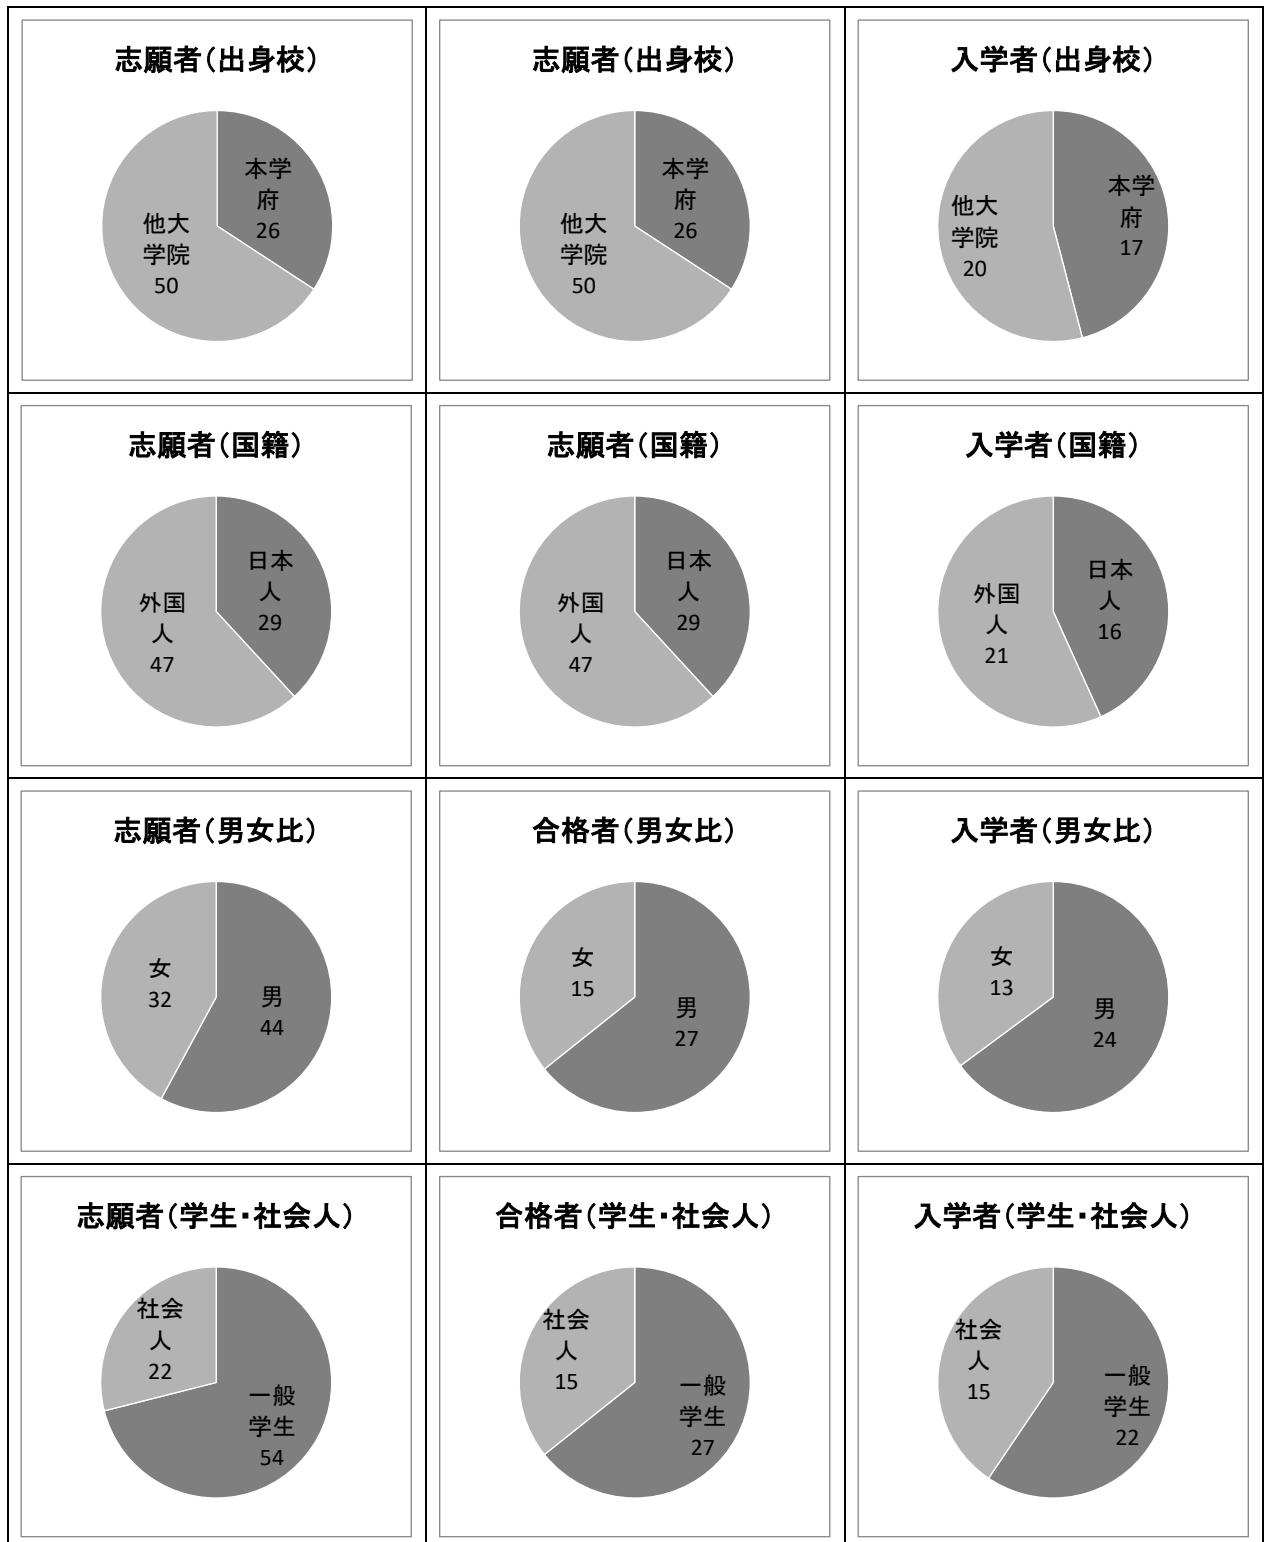 志願者（出身校）
本学
府
26
他大
学院
50
志願者（出身校）
本学
府
26
他大
学院
50
入学者（出身校）
本学
府
17
他大
学院
20
志願者（国籍）
日本
人
29
外国
人
47
志願者（国籍）
日本
人
29
外国
人
47
入学者（国籍）
日本
人
16
外国
人
21
志願者（男女比）
女
32
男
44
合格者（男女比）
女
15
男
27
入学者（男女比）
女
13
男
24
志願者（学生・社会人）
社会
人
22
一般
学生
54
合格者（学生・社会人）
社会
人
15
一般
学生
27
入学者（学生・社会人）
社会
人
15
一般
学生
22